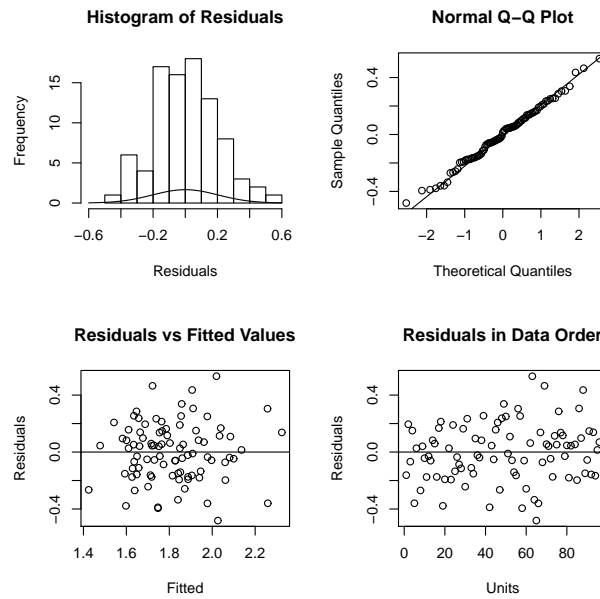 Histogram of Residuals
Frequency
15
10
5
0
−0.6
−0.2
0.2
0.6
Residuals
Normal Q−Q Plot
Sample Quantiles
0.4
0.0
−0.4
−2
−1
0
1
2
Theoretical Quantiles
Residuals vs Fitted Values
Residuals
0.4
0.0
−0.4
1.4
1.6
1.8
2.0
2.2
Fitted
Residuals in Data Order
Residuals
0.4
0.0
−0.4
0
20
40
60
80
Units